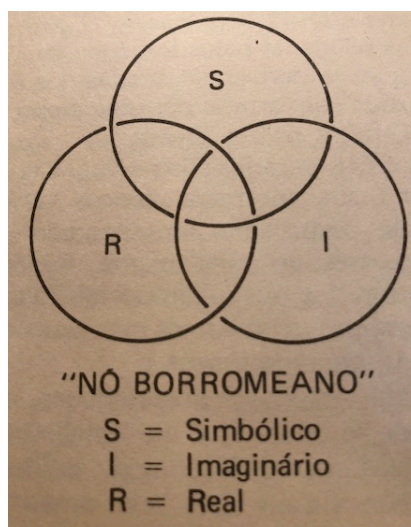 S
R I
"NÓ BORROMEANO"
S = Simbólico
I = Imaginário
R = Real